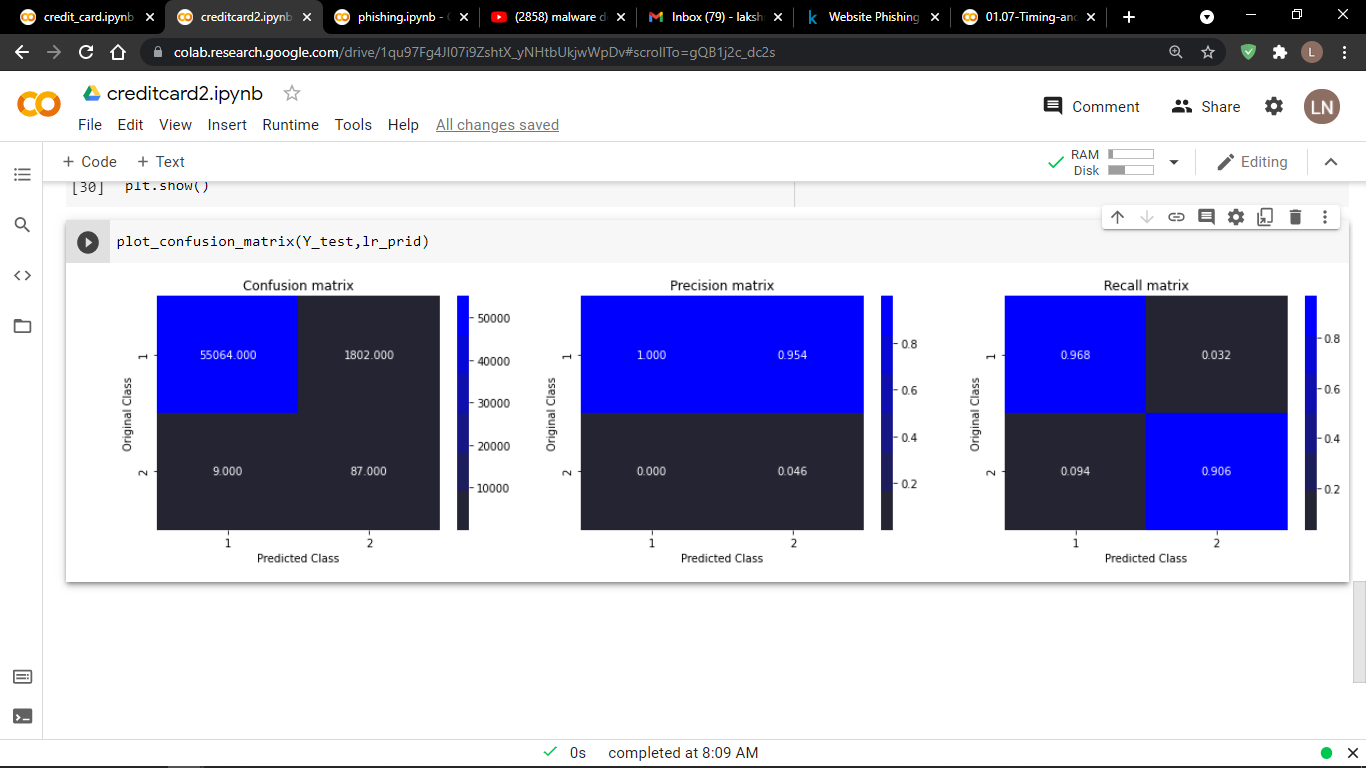 credit_card.ipynb
creditcard2.ipynb
phishing.ipynb -
(2858) malware d
Inbox (79) - laksh
Website Phishing
01.07-Timing-and
colab.research.google.com/drive/1qu97Fg4JI07i9ZshtX_yNHtbUkjwWpDv#scrollTo=gQB1j2c_dc2s
L
creditcard2.ipynb
Comment
Share
LN
File Edit View Insert Runtime Tools Help All changes saved
+ Code + Text
RAM
Disk
Editing
[30] plt.show()
plot_confusion_matrix(Y_test,lr_prid)
Confusion matrix
55064.000 1802.000
9.000 87.000
1
2
Original Class
1 2
Predicted Class
50000
40000
30000
20000
10000
Precision matrix
1.000 0.954
0.000 0.046
1
2
Original Class
1 2
Predicted Class
0.8
0.6
0.4
0.2
Recall matrix
0.968 0.032
0.094 0.906
1
2
Original Class
1 2
Predicted Class
0.8
0.6
0.4
0.2
0s completed at 8:09 AM